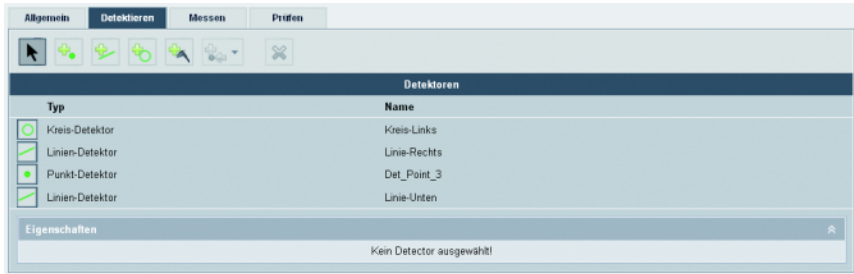 Allgemein Detektieren Messen Prüfen
Detektoren
Typ Name
Kreis-Detektor Kreis-Links
Linien-Detektor Linie-Rechts
Punkt-Detektor Det_Point_3
Linien-Detektor Linie-Unten
Eigenschaften
Kein Detector ausgewählt!